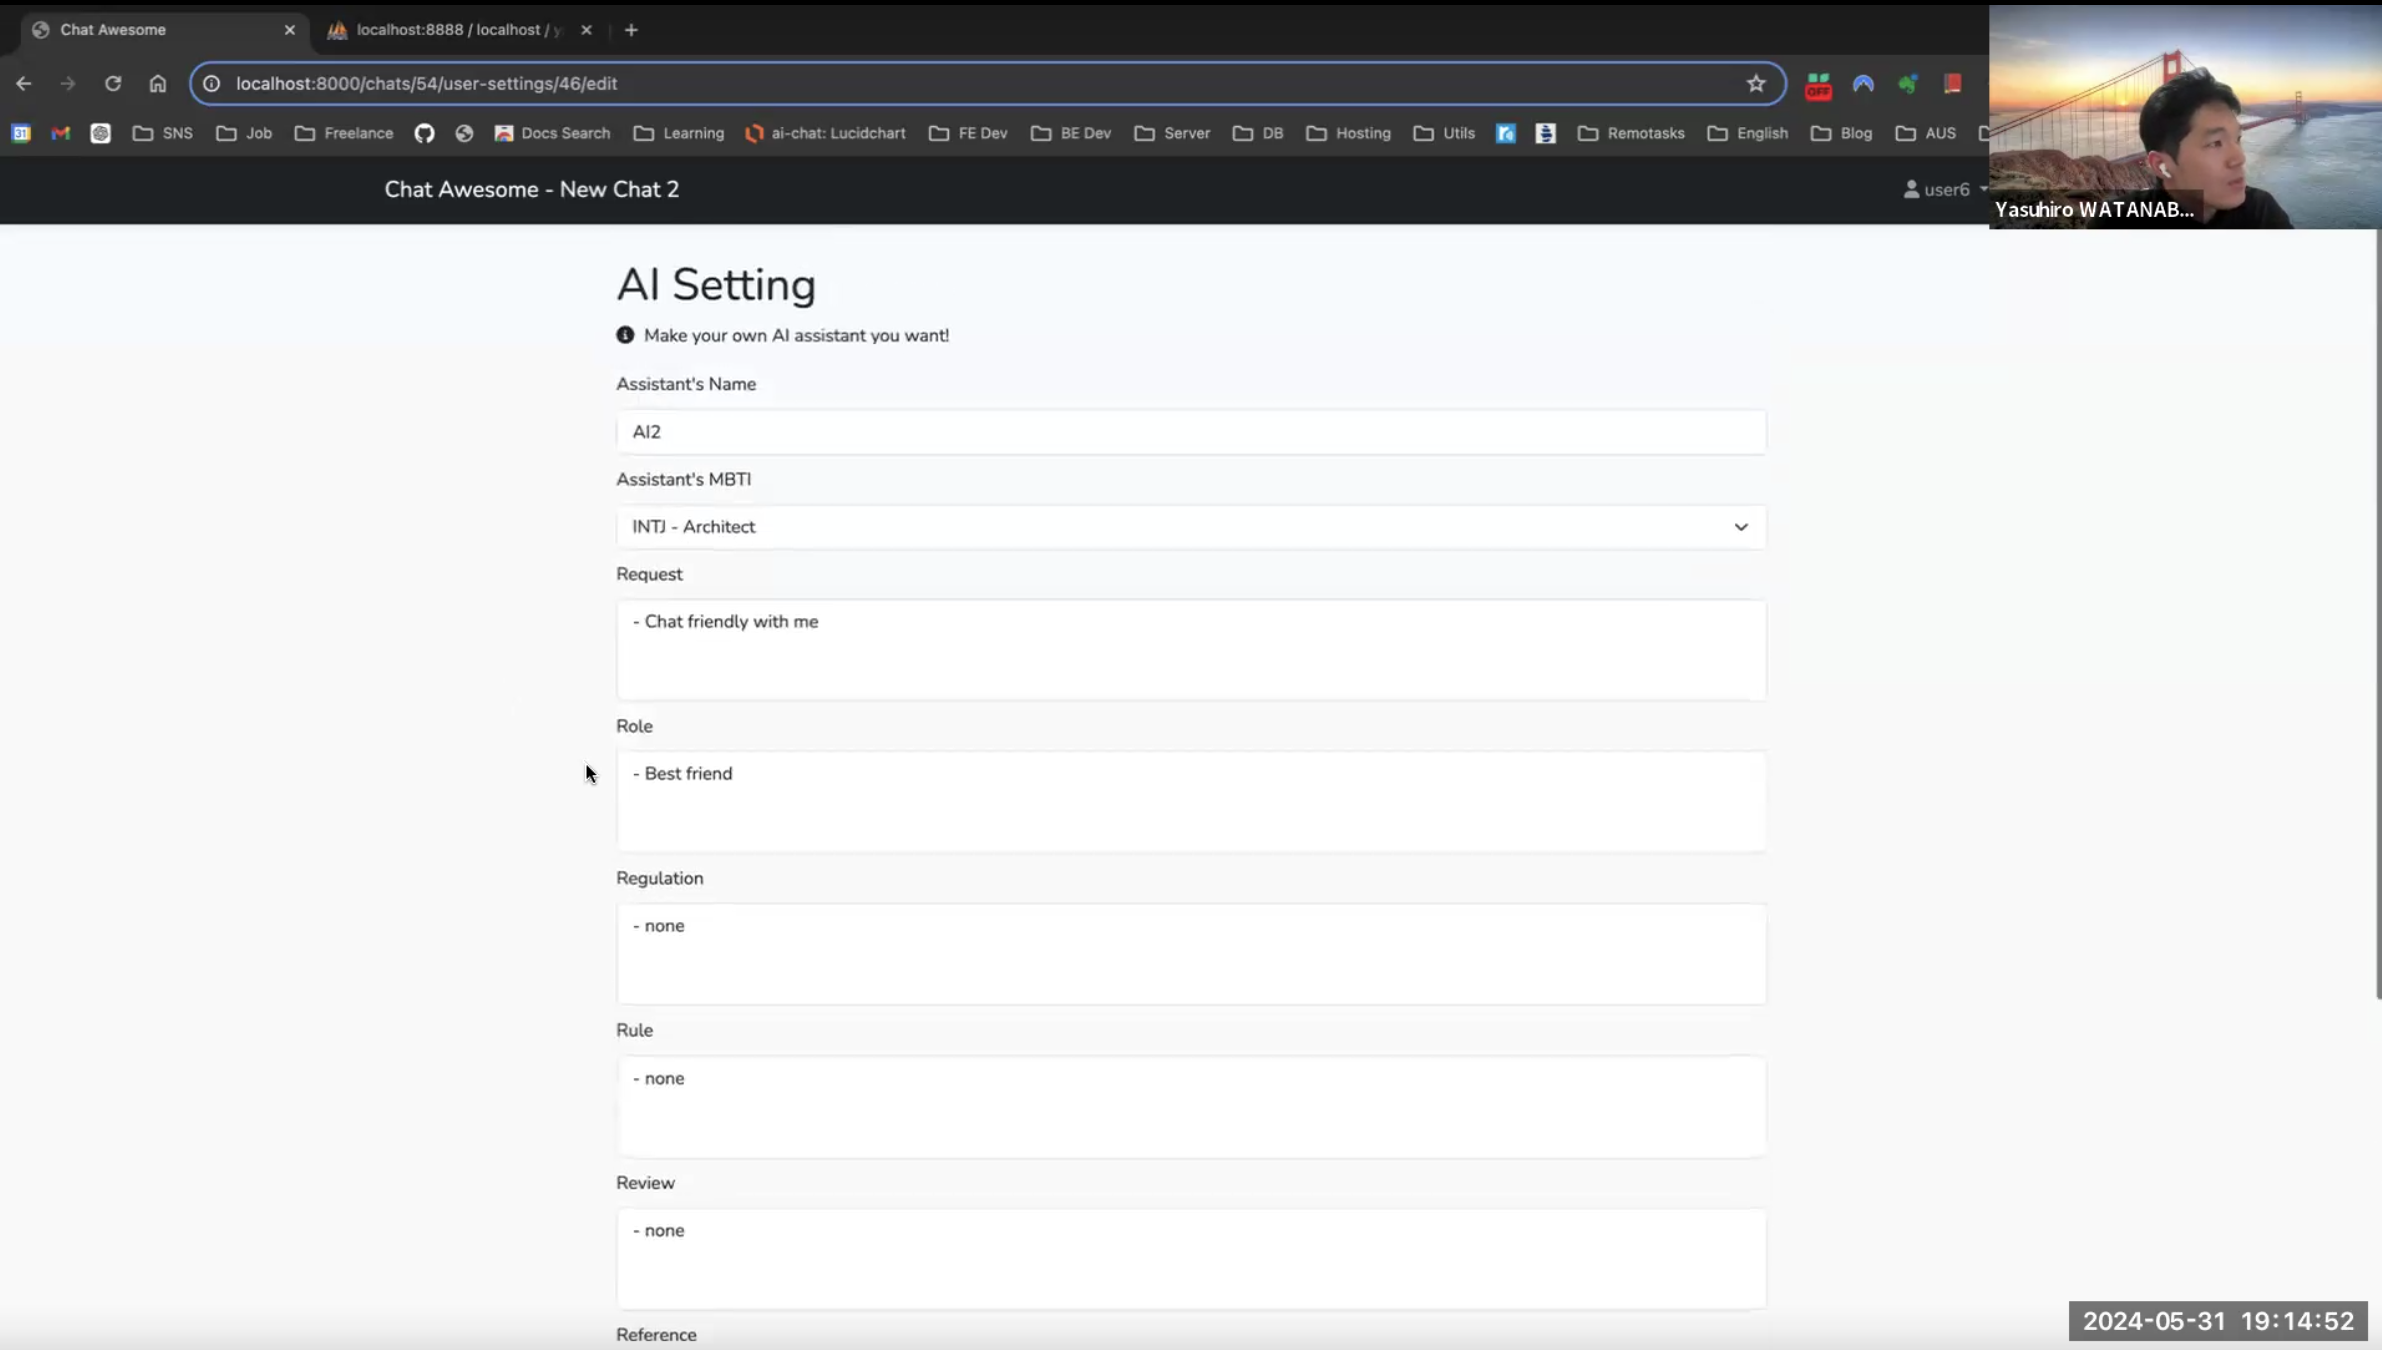 Chat Awesome
localhost:8888 / localhost /
localhost:8000/chats/54/user-settings/46/edit
OFF
31
SNS
Job
Freelance
Docs Search
Learning
ai-chat: Lucidchart
FE Dev
BE Dev
Server
DB
Hosting
Utils
Remotasks
English
Blog
AUS
Chat Awesome - New Chat 2
user6
Yasuhiro WATANAB...
AI Setting
Make your own AI assistant you want!
Assistant's Name
AI2
Assistant's MBTI
INTJ - Architect
Request
- Chat friendly with me
Role
- Best friend
Regulation
- none
Rule
- none
Review
- none
Reference
2024-05-31 19:14:52